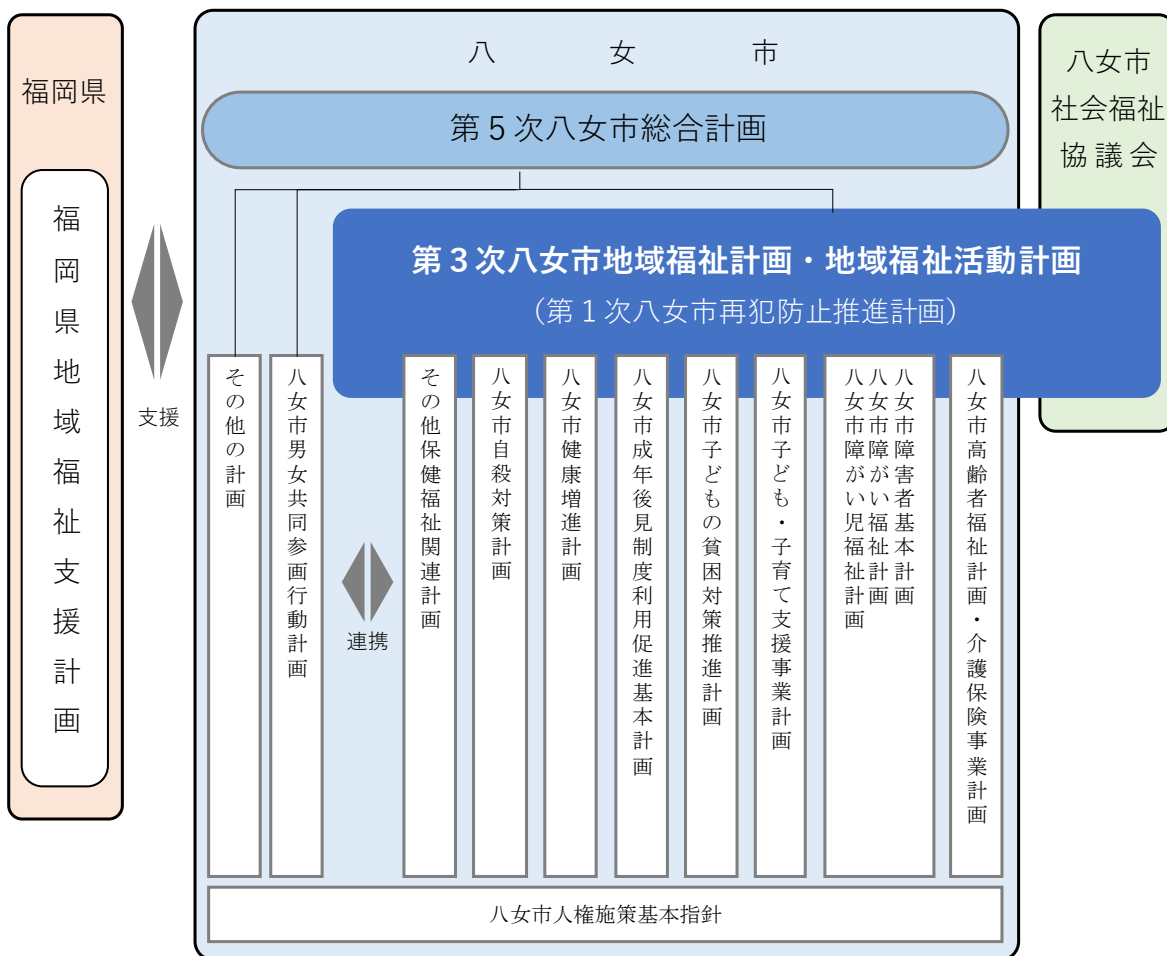 福岡県
福岡県地域福祉支援計画
支援
八女市
第5次八女市総合計画
第3次八女市地域福祉計画・地域福祉活動計画
(第1次八女市再犯防止推進計画)
八女市
社会福祉
協議会
その他の計画
八女市男女共同参画行動計画
連携
その他保健福祉関連計画
八女市自殺対策計画
八女市健康増進計画
八女市成年後見制度利用促進基本計画
八女市子どもの貧困対策推進計画
八女市子ども・子育て支援事業計画
八女市障害者基本計画
八女市障がい福祉計画
八女市障がい児福祉計画
八女市高齢者福祉計画・介護保険事業計画
八女市人権施策基本指針